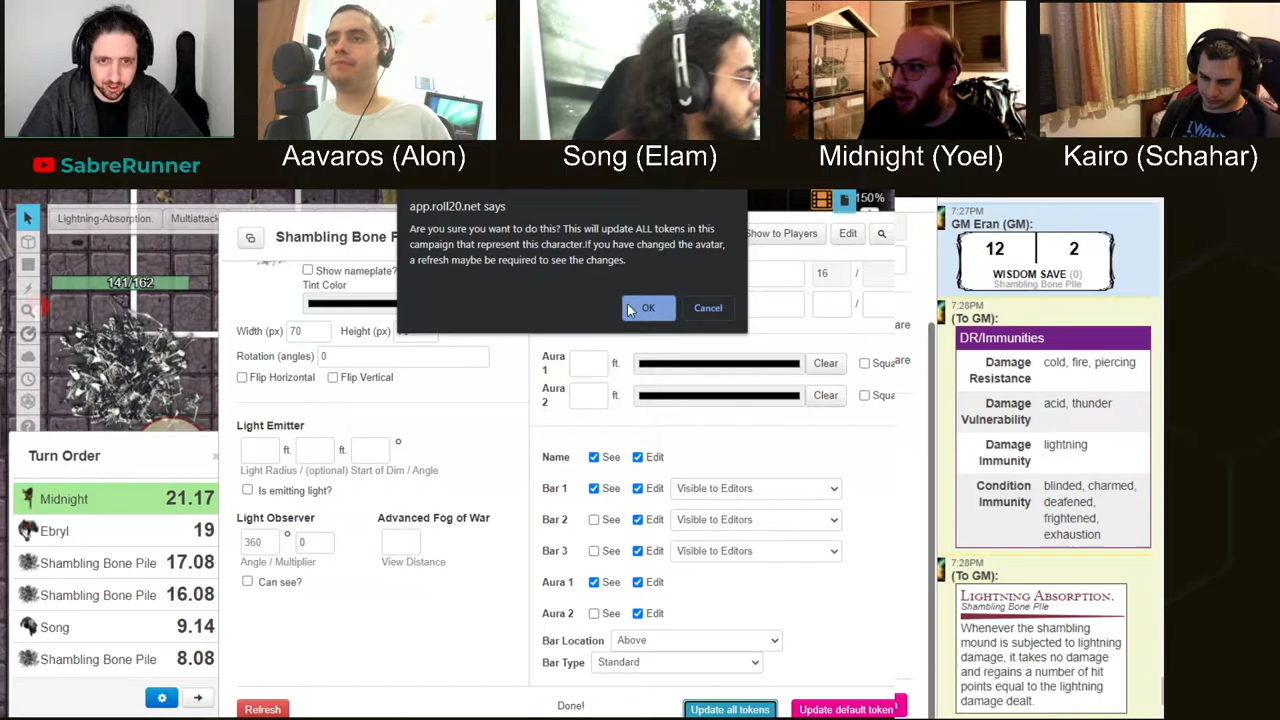 SabreRunner
Aavaros (Alon)
Song (Elam)
Midnight (Yoel)
Kairo (Schahar)
Lightning-Absorption.
Multiattack
141/162
Turn Order
Midnight 21.17
Ebryl 19
Shambling Bone Pile 17.08
Shambling Bone Pile 16.08
Song 9.14
Shambling Bone Pile 8.08
Shambling Bone P
Show to Players
Edit
150%
app.roll20.net says
Are you sure you want to do this? This will update ALL tokens in this
campaign that represent this character.If you have changed the avatar,
a refresh maybe be required to see the changes.
OK
Cancel
Show nameplate?
Tint Color
16 /
/
Width (px) 70 Height (
Rotation (angles) 0
Flip Horizontal Flip Vertical
Light Emitter
ft. ft. °
Light Radius / (optional) Start of Dim / Angle
Is emitting light?
Light Observer
Advanced Fog of War
360 ° 0
Angle / Multiplier
View Distance
Can see?
Aura
1 ft. Clear Squa
Aura
2 ft. Clear Squa
are
are
Name See Edit
Bar 1 See Edit Visible to Editors
Bar 2 See Edit Visible to Editors
Bar 3 See Edit Visible to Editors
Aura 1 See Edit
Aura 2 See Edit
Bar Location Above
Bar Type Standard
Refresh
Done!
Update all tokens
Update default token
7:27PM
GM Eran (GM):
12 2
WISDOM SAVE (0)
Shambling Bone Pile
7:28PM
(To GM):
DR/Immunities
Damage
Resistance
cold, fire, piercing
Damage
Vulnerability
acid, thunder
Damage
Immunity
lightning
Condition
Immunity
blinded, charmed,
deafened,
frightened,
exhaustion
7:28PM
(To GM):
Lightning Absorption.
Shambling Bone Pile
Whenever the shambling
mound is subjected to lightning
damage, it takes no damage
and regains a number of hit
points equal to the lightning
damage dealt.